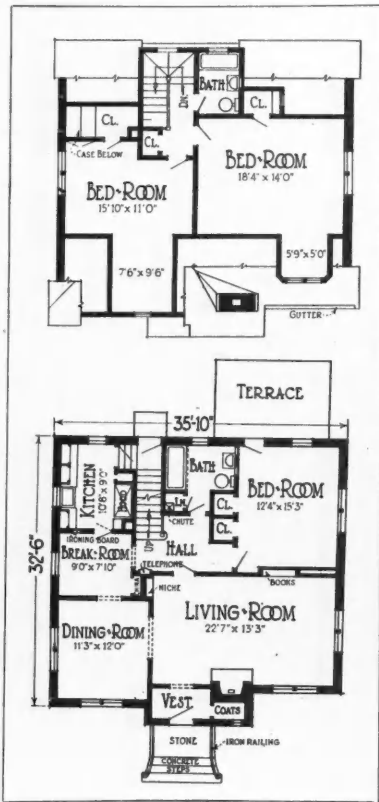 BATH
DN.
CL.
CL.
CL.
CASE BELOW
BED-ROOM
18'4" x 14'0"
BED-ROOM
15'10" x 11'0"
5'9" x 5'0"
7'6" x 9'6"
GUTTER
TERRACE
35'-10"
32'-6"
KITCHEN
10'8" x 9'0"
BATH
BED-ROOM
12'4" x 15'3"
LN.
CL.
CL.
CHUTE
IRONING BOARD
UP
HALL
BREAK-ROOM
9'0" x 7'10"
TELEPHONE
NICHE
BOOKS
LIVING-ROOM
22'7" x 13'3"
DINING-ROOM
11'3" x 12'0"
VEST.
COATS
STONE
IRON RAILING
CONCRETE
STEPS